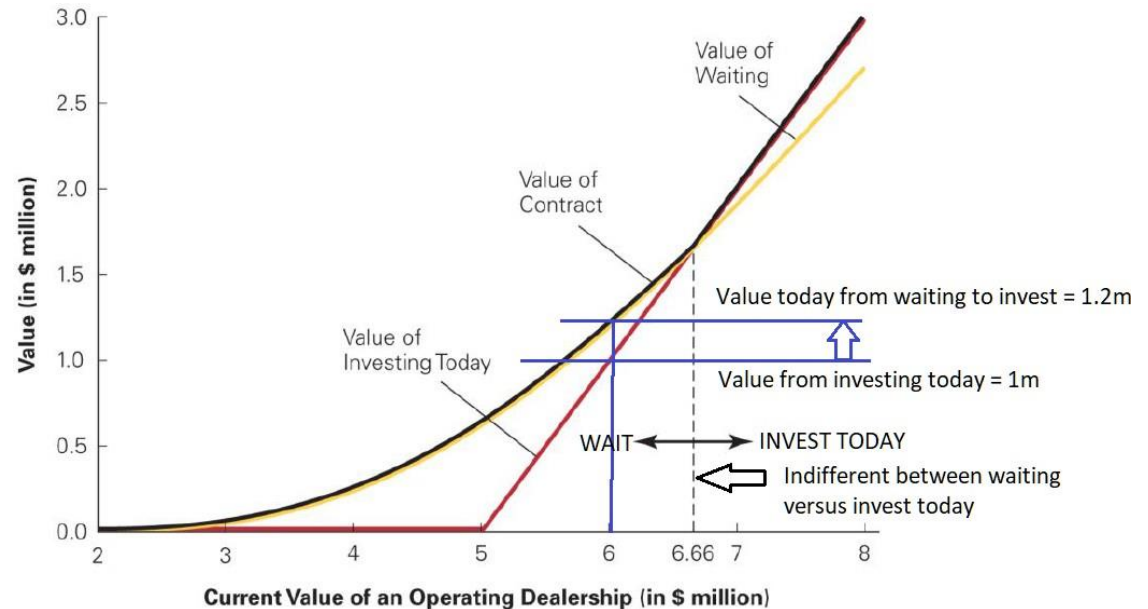 3.0
2.5
2.0
1.5
1.0
0.5
0.0
Value (in $ million)
Value of
Waiting
Value of
Contract
Value of
Investing Today
Value today from waiting to invest = 1.2m
Value from investing today = 1m
WAIT
INVEST TODAY
Indifferent between waiting
versus invest today
2 3 4 5 6 6.66 7 8
Current Value of an Operating Dealership (in $ million)